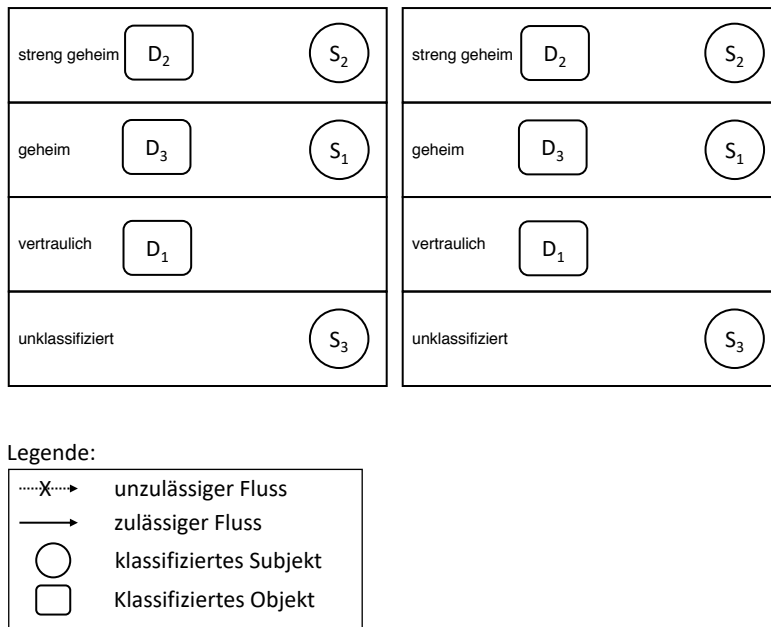 streng geheim D2 S2
geheim D3 S1
vertraulich D1
unklassifiziert S3
streng geheim D2 S2
geheim D3 S1
vertraulich D1
unklassifiziert S3
Legende:
X unzulässiger Fluss
zulässiger Fluss
klassifiziertes Subjekt
Klassifiziertes Objekt